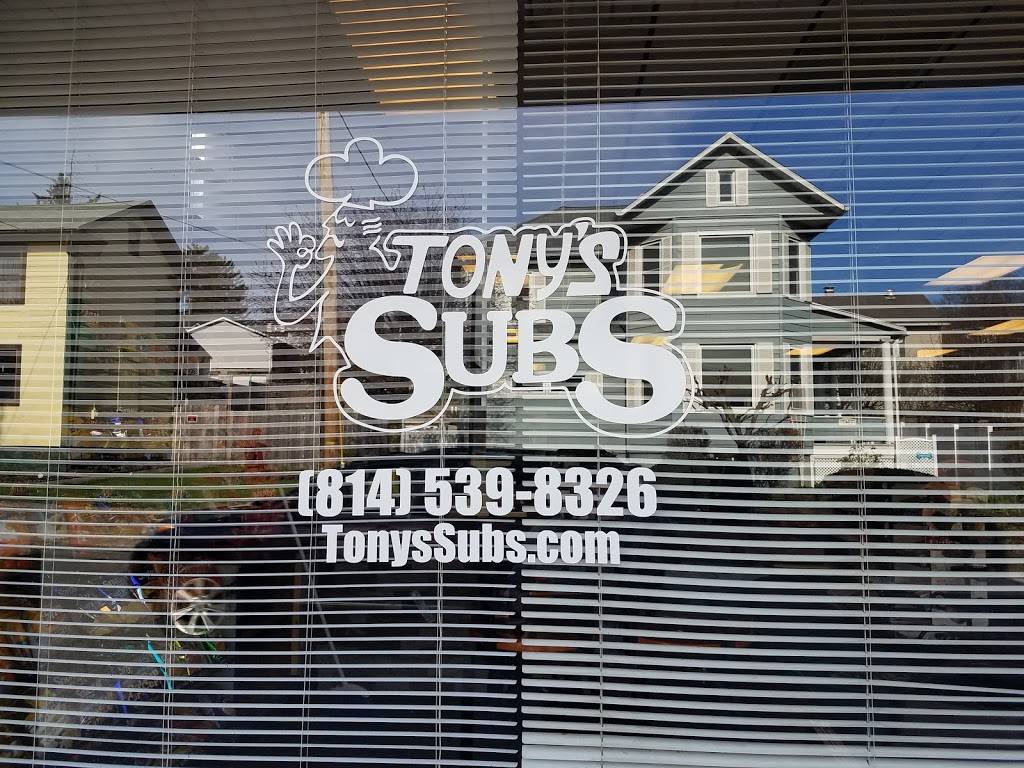 TONY'S
SUBS
(814) 539-8326
TonysSubs.com